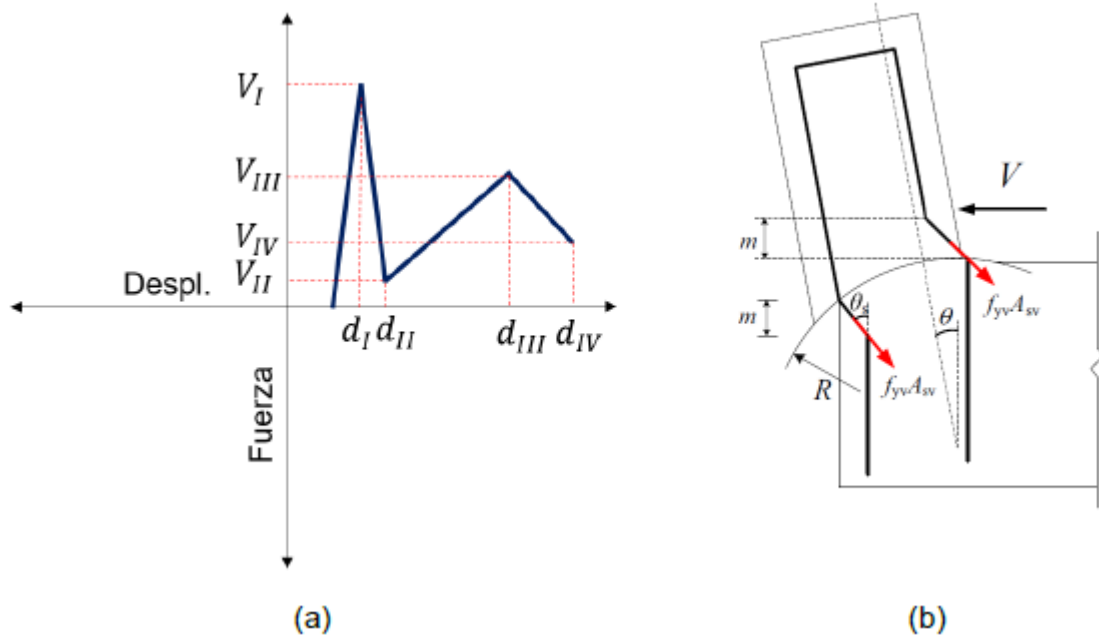 V_I
V_III
V_IV
V_II
Despl.
d_I d_II d_III d_IV
Fuerza
(a)
V
m
m
θ_s
θ
f_yv A_sv
f_yv A_sv
R
(b)